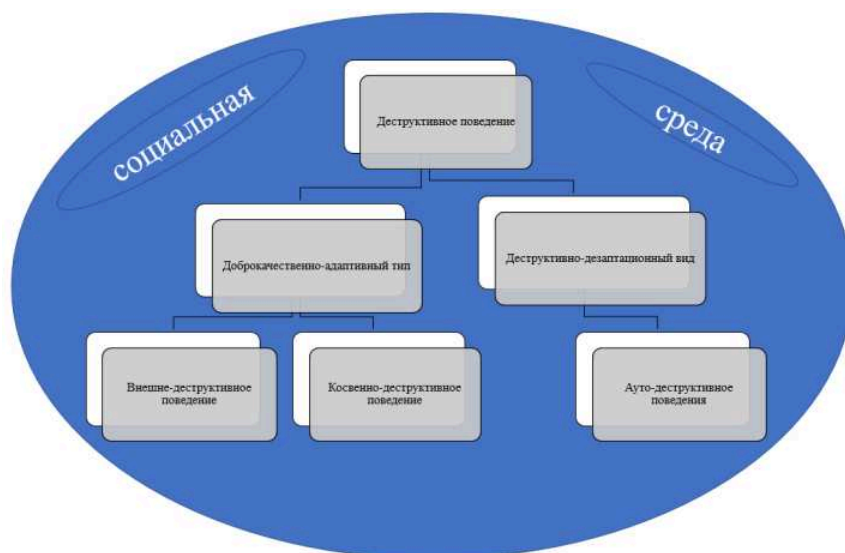 социальная
среда
Деструктивное поведение
Доброкачественно-адаптивный тип
Деструктивно-дезаптационный вид
Внешне-деструктивное
поведение
Косвенно-деструктивное
поведение
Ауто-деструктивное
поведения